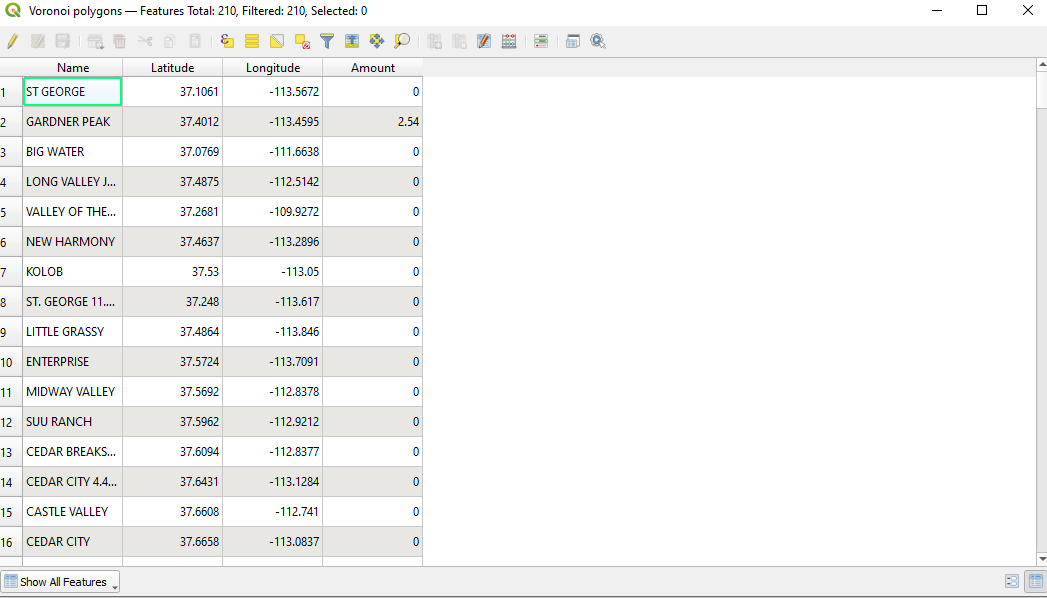 Voronoi polygons — Features Total: 210, Filtered: 210, Selected: 0
Name Latitude Longitude Amount
1 ST GEORGE 37.1061 -113.5672 0
2 GARDNER PEAK 37.4012 -113.4595 2.54
3 BIG WATER 37.0769 -111.6638 0
4 LONG VALLEY J... 37.4875 -112.5142 0
5 VALLEY OF THE... 37.2681 -109.9272 0
6 NEW HARMONY 37.4637 -113.2896 0
7 KOLOB 37.53 -113.05 0
8 ST. GEORGE 11.... 37.248 -113.617 0
9 LITTLE GRASSY 37.4864 -113.846 0
10 ENTERPRISE 37.5724 -113.7091 0
11 MIDWAY VALLEY 37.5692 -112.8378 0
12 SUU RANCH 37.5962 -112.9212 0
13 CEDAR BREAKS... 37.6094 -112.8377 0
14 CEDAR CITY 4.4... 37.6431 -113.1284 0
15 CASTLE VALLEY 37.6608 -112.741 0
16 CEDAR CITY 37.6658 -113.0837 0
Show All Features